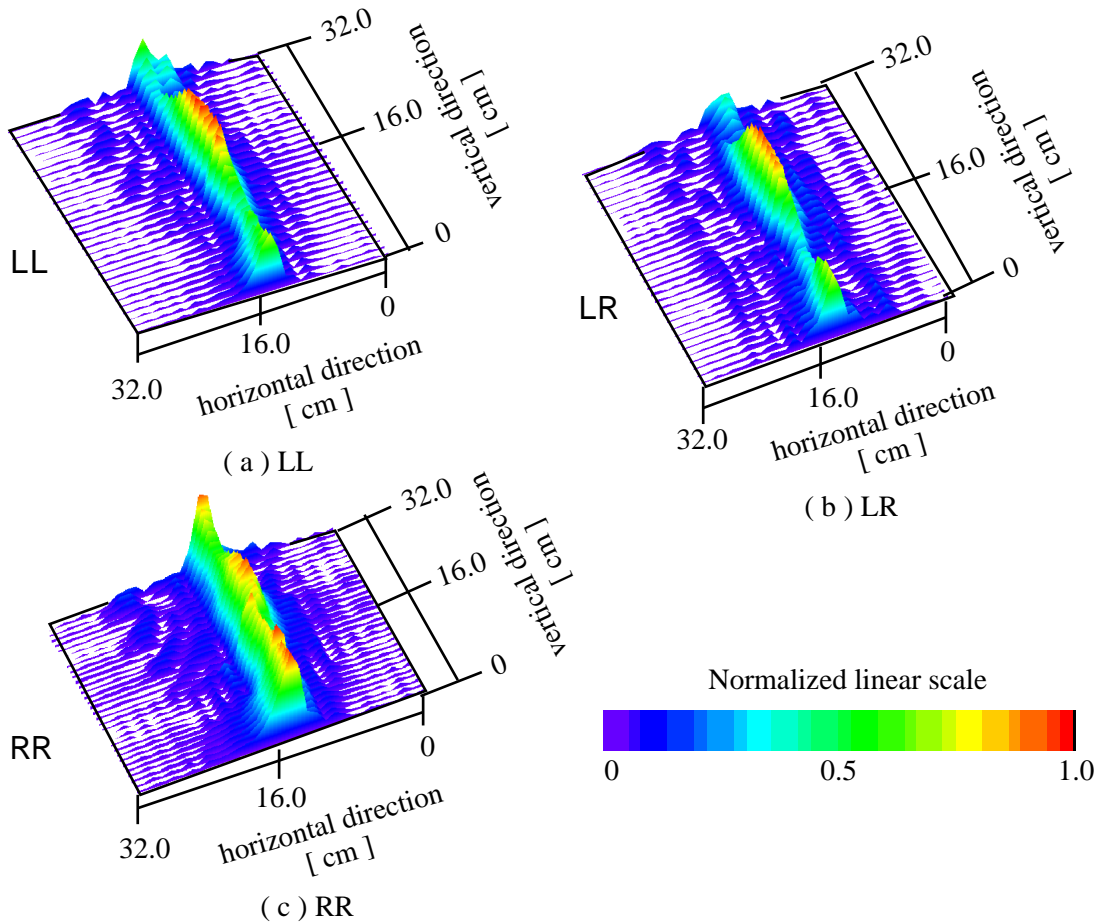 32.0
16.0
0
vertical direction
[ cm ]
LL
0
16.0
32.0
horizontal direction
[ cm ]
( a ) LL
32.0
16.0
0
vertical direction
[ cm ]
LR
0
16.0
32.0
horizontal direction
[ cm ]
( b ) LR
32.0
16.0
0
vertical direction
[ cm ]
RR
0
16.0
32.0
horizontal direction
[ cm ]
( c ) RR
Normalized linear scale
0 0.5 1.0